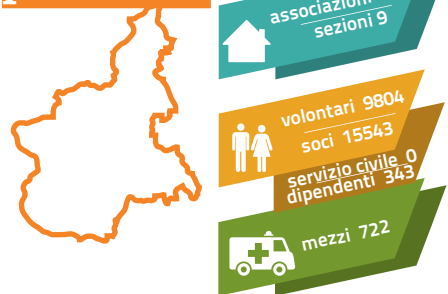 associazioni
sezioni 9
volontari 9804
soci 15543
servizio civile 0
dipendenti 343
mezzi 722